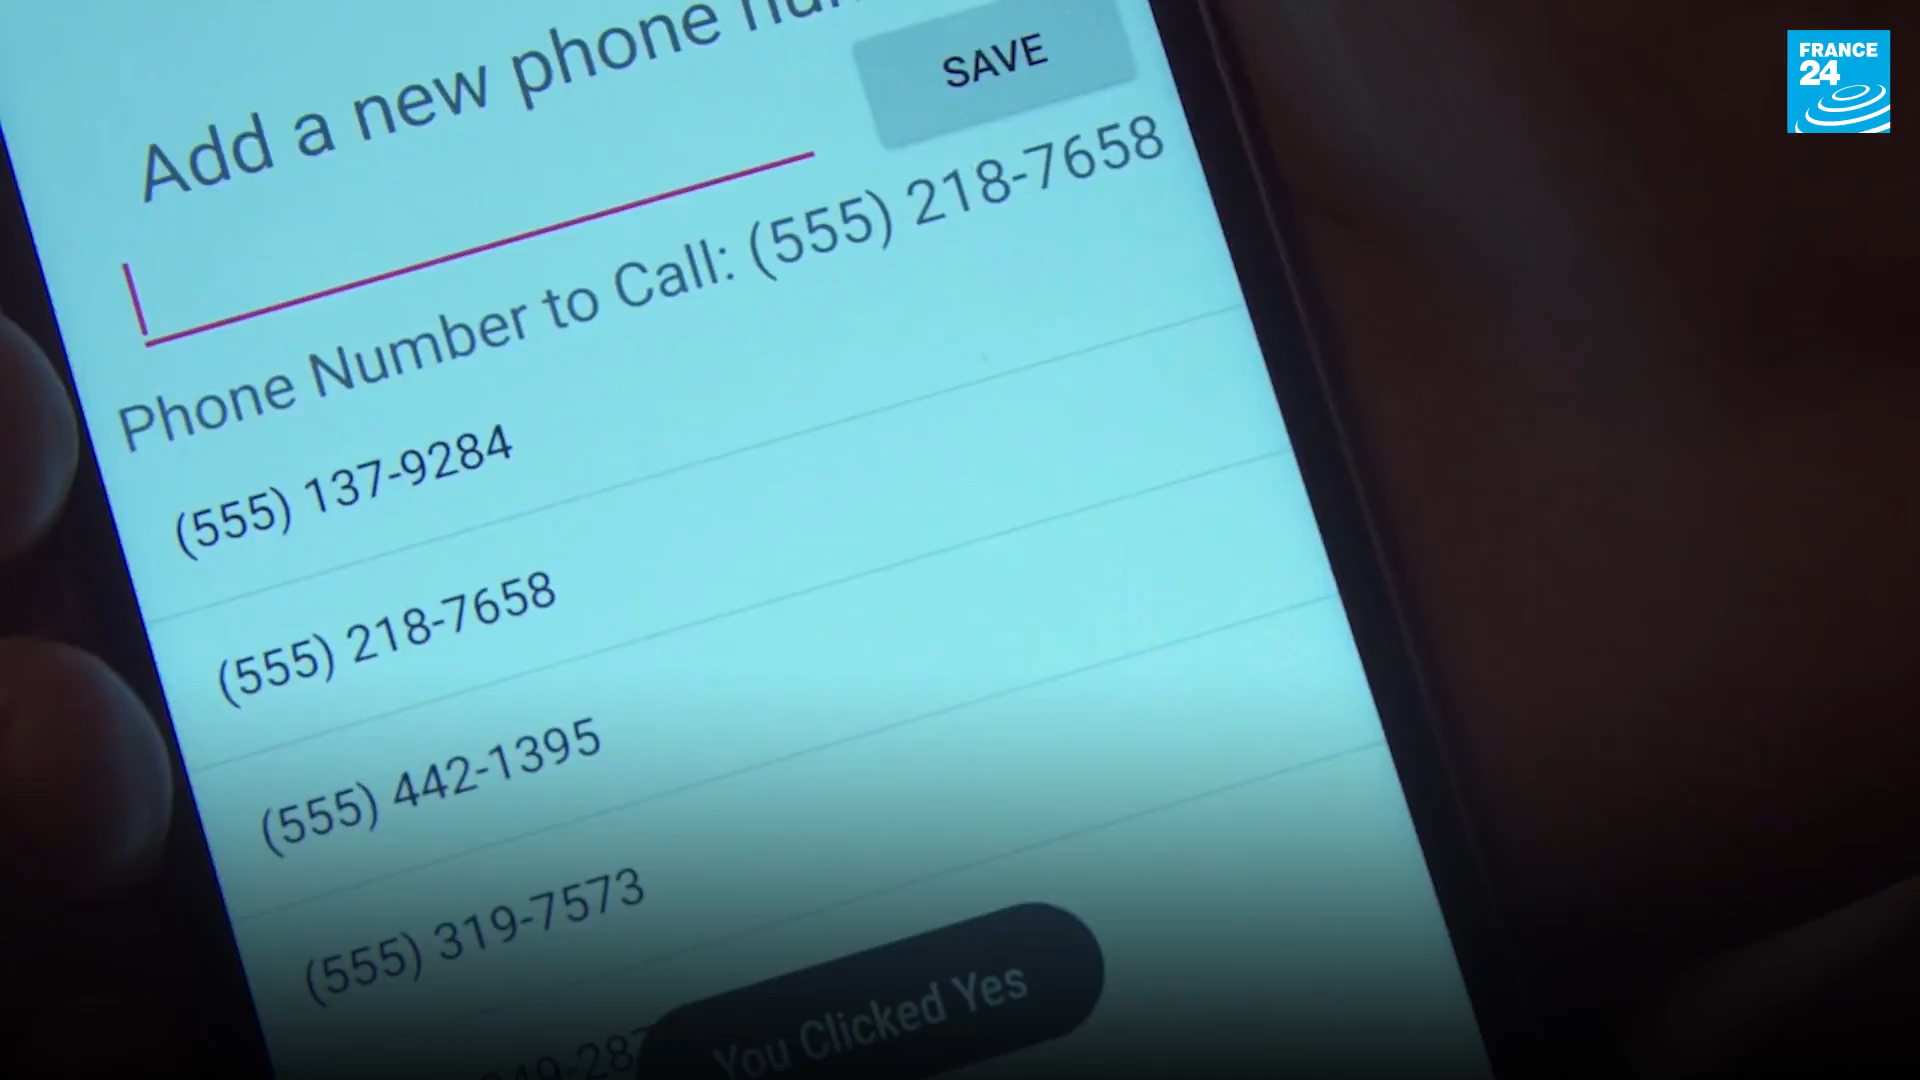 Add a new phone
SAVE
FRANCE
24
Phone Number to Call: (555) 218-7658
(555) 137-9284
(555) 218-7658
(555) 442-1395
(555) 319-7573
You Clicked Yes